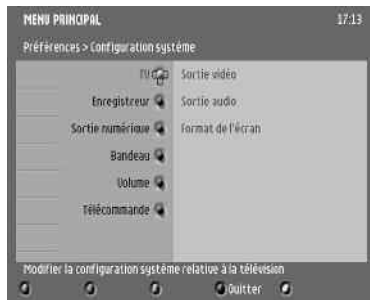 MENU PRINCIPAL 17:13
Préférences > Configuration système
TV Sortie vidéo
Enregistreur Sortie audio
Sortie numérique Format de l'écran
Bandeau
Volume
Télécommande
Modifier la configuration système relative à la télévision
Quitter